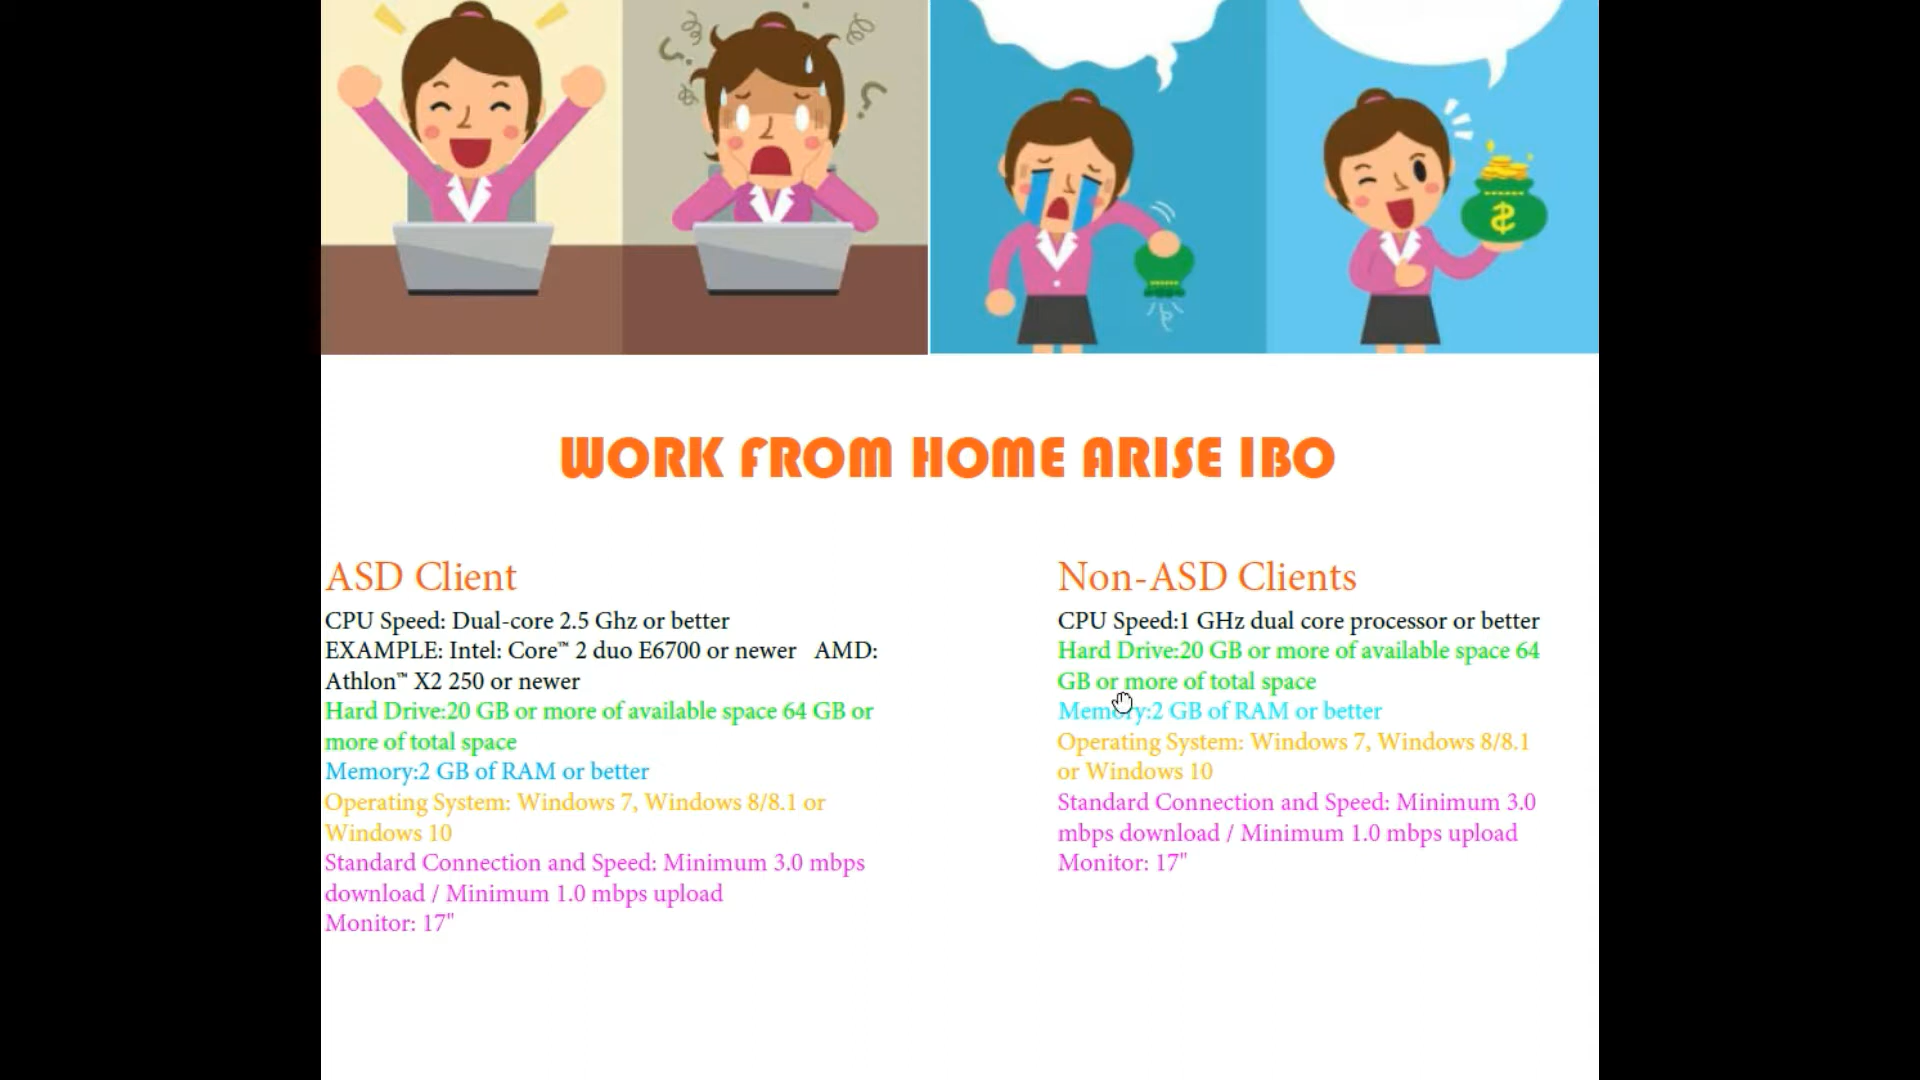 $
WORK FROM HOME ARISE IBO
ASD Client
CPU Speed: Dual-core 2.5 Ghz or better
EXAMPLE: Intel: Core™ 2 duo E6700 or newer   AMD:
Athlon™ X2 250 or newer
Hard Drive:20 GB or more of available space 64 GB or
more of total space
Memory:2 GB of RAM or better
Operating System: Windows 7, Windows 8/8.1 or
Windows 10
Standard Connection and Speed: Minimum 3.0 mbps
download / Minimum 1.0 mbps upload
Monitor: 17"
Non-ASD Clients
CPU Speed:1 GHz dual core processor or better
Hard Drive:20 GB or more of available space 64
GB or more of total space
Memory:2 GB of RAM or better
Operating System: Windows 7, Windows 8/8.1
or Windows 10
Standard Connection and Speed: Minimum 3.0
mbps download / Minimum 1.0 mbps upload
Monitor: 17"